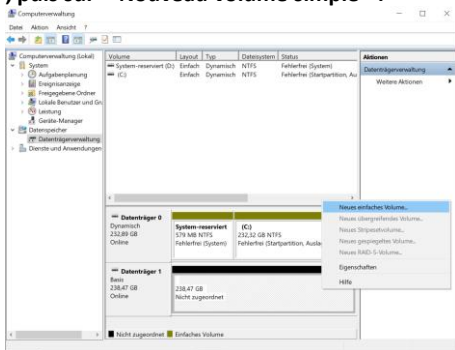 ) puis sur « Nouveau volume simple ».
Computerverwaltung
Datei Aktion Ansicht ?
Computerverwaltung (Lokal)
System
Aufgabenplanung
Ereignisanzeige
Freigegebene Ordner
Lokale Benutzer und Gr
Leistung
Geräte-Manager
Datenspeicher
Datenträgerverwaltung
Dienste und Anwendungen
Volume Layout Typ Dateisystem Status
System-reserviert (D:) Einfach Dynamisch NTFS Fehlerfrei (System)
(C:) Einfach Dynamisch NTFS Fehlerfrei (Startpartition, Au
Aktionen
Datenträgerverwaltung
Weitere Aktionen
Datenträger 0
Dynamisch
232,89 GB
Online
System-reserviert
579 MB NTFS
Fehlerfrei (System)
(C:)
232,32 GB NTFS
Fehlerfrei (Startpartition, Ausla
Datenträger 1
Basis
238,47 GB
Online
238,47 GB
Nicht zugeordnet
Neues einfaches Volume...
Neues übergreifendes Volume...
Neues Stripesetvolume...
Neues gespiegeltes Volume...
Neues RAID-5-Volume...
Eigenschaften
Hilfe
Nicht zugeordnet Einfaches Volume